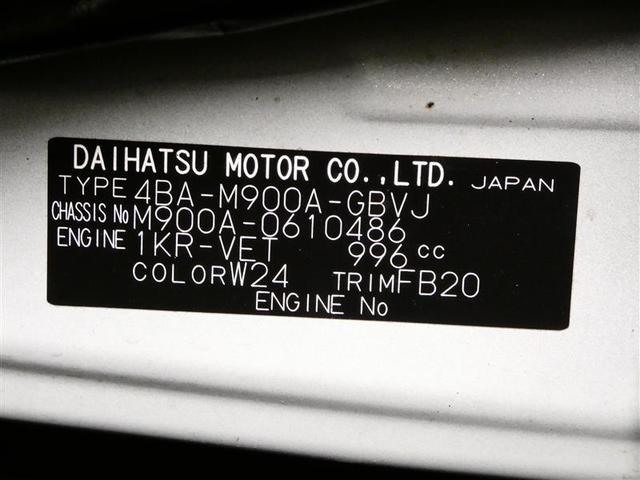 DAIHATSU MOTOR CO.,LTD. JAPAN
TYPE 4BA-M900A-GBVJ
CHASSIS No M900A-0610486
ENGINE 1KR-VET 996 cc
COLOR W24 TRIM FB20
ENGINE No